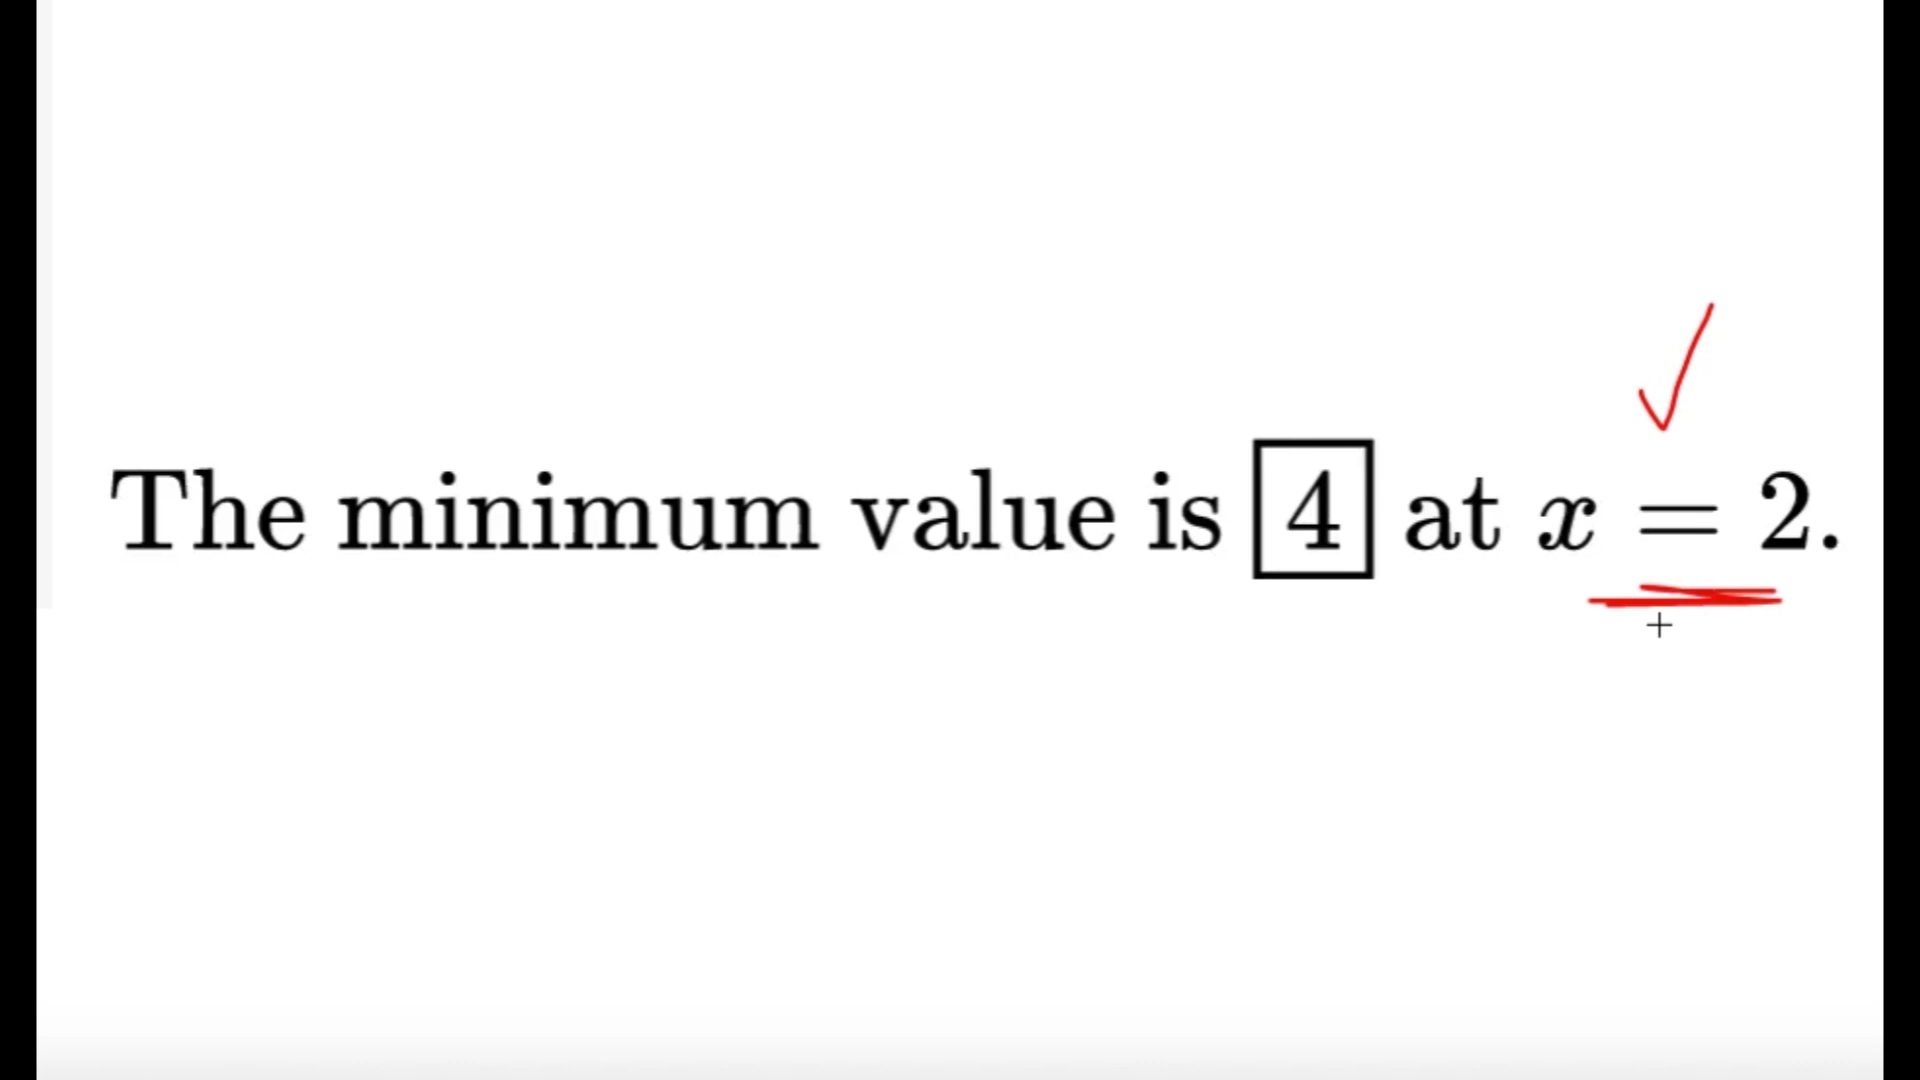 The minimum value is 4 at x = 2.